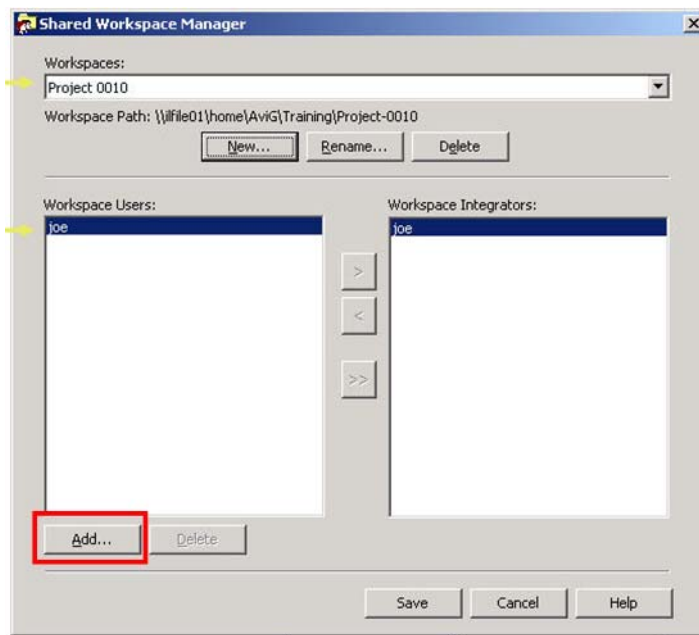 Shared Workspace Manager
Workspaces:
Project 0010
Workspace Path: \\ilfile01\home\AviG\Training\Project-0010
New... Rename... Delete
Workspace Users: Workspace Integrators:
joe joe
>
<
>>
Add... Delete
Save Cancel Help